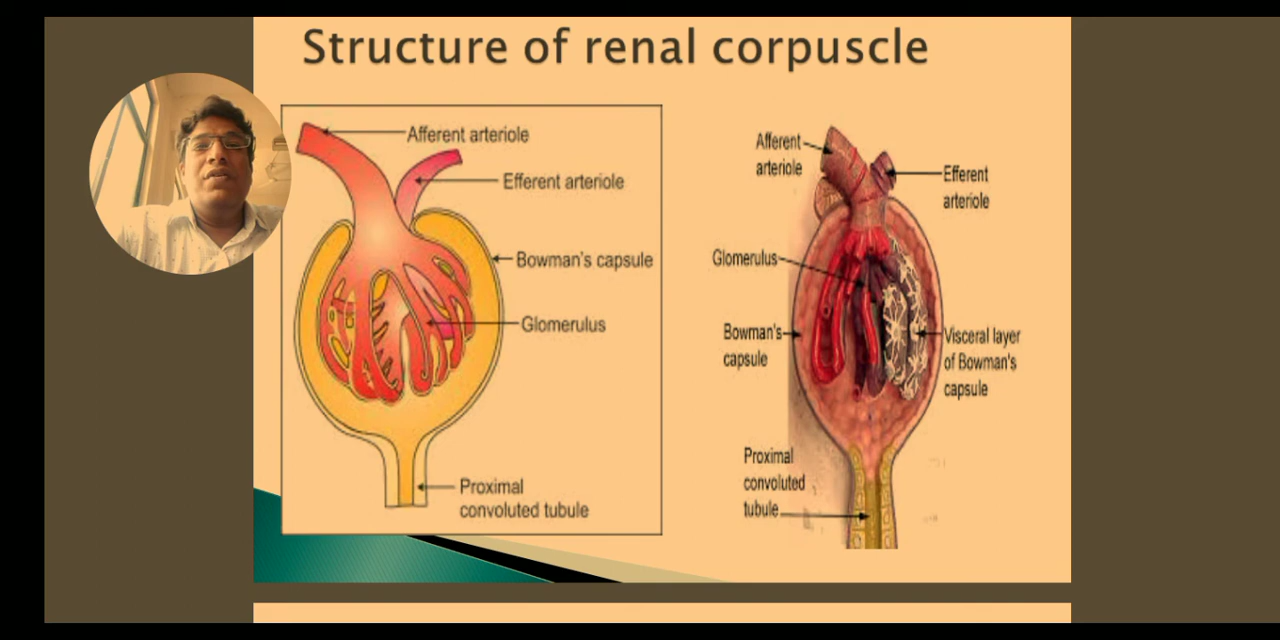 Structure of renal corpuscle
Afferent arteriole
Efferent arteriole
Bowman's capsule
Glomerulus
Proximal
convoluted tubule
Afferent
arteriole
Efferent
arteriole
Glomerulus
Bowman's
capsule
Visceral layer
of Bowman's
capsule
Proximal
convoluted
tubule